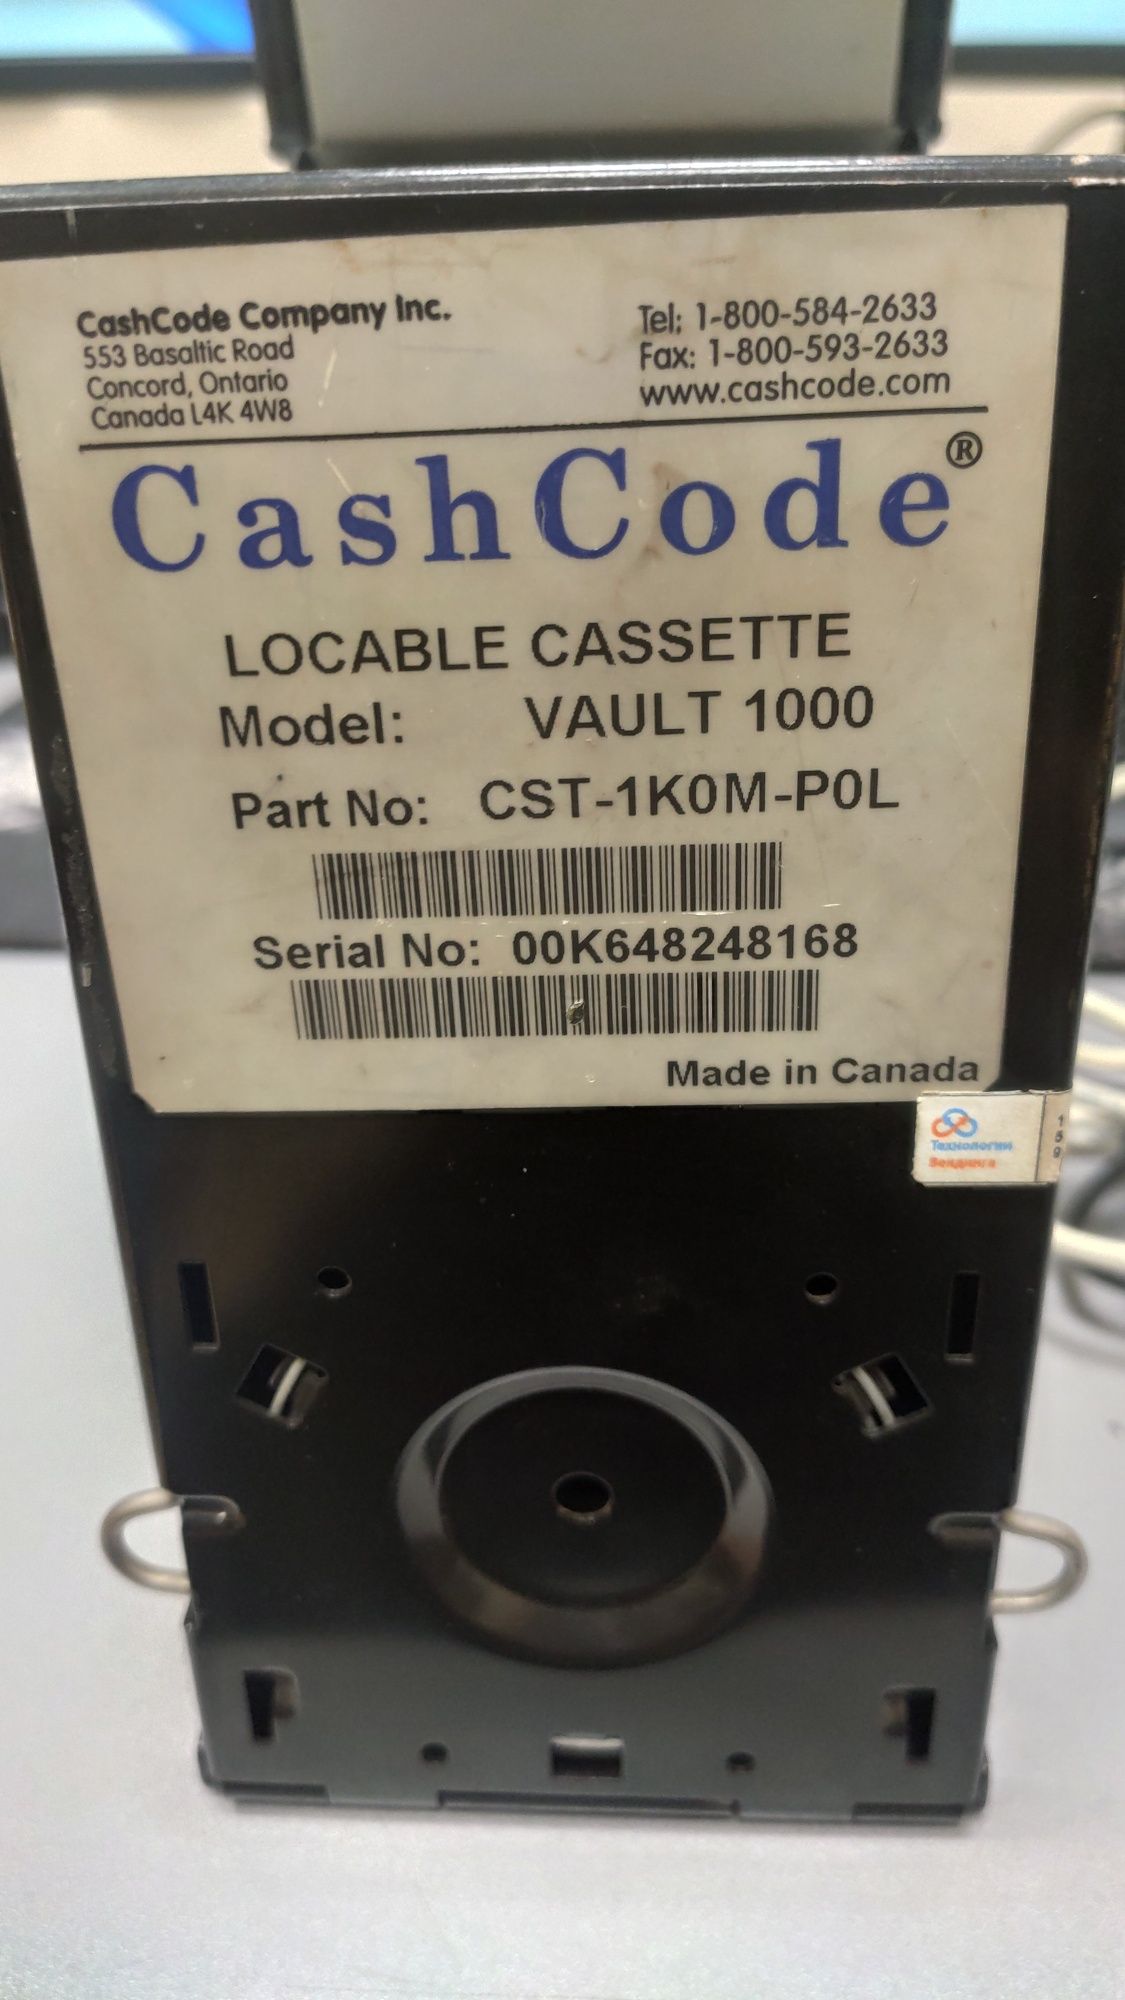 CashCode Company Inc.
553 Basaltic Road
Concord, Ontario
Canada L4K 4W8
Tel: 1-800-584-2633
Fax: 1-800-593-2633
www.cashcode.com
CashCode®
LOCABLE CASSETTE
Model: VAULT 1000
Part No: CST-1K0M-P0L
Serial No: 00K648248168
Made in Canada
Технологии
Вендинга
159